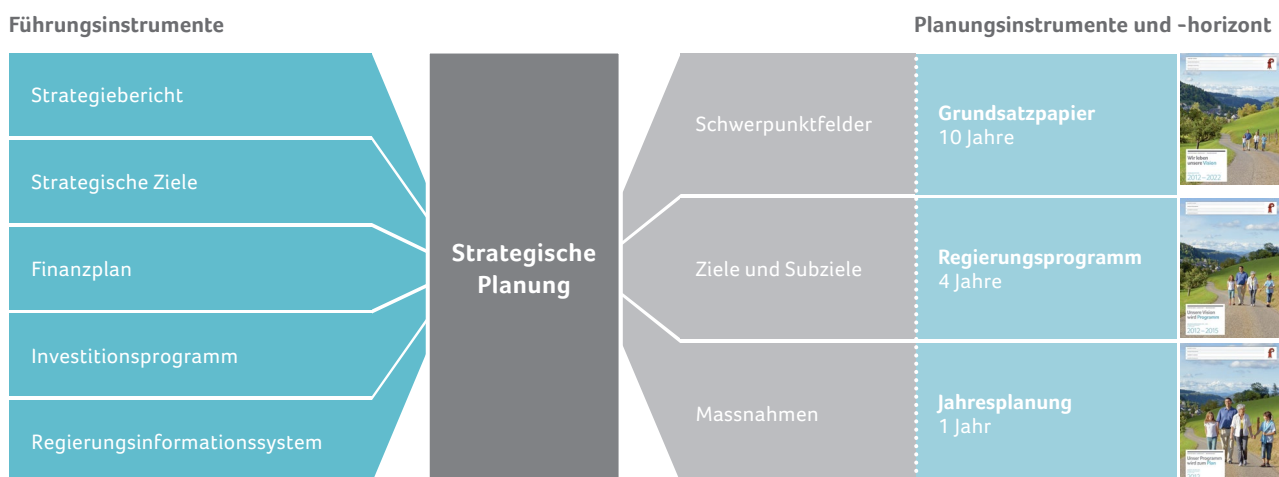 Führungsinstrumente
Planungsinstrumente und -horizont
Strategiebericht
Strategische Ziele
Finanzplan
Investitionsprogramm
Regierungsinformationssystem
Strategische
Planung
Schwerpunktfelder
Ziele und Subziele
Massnahmen
Grundsatzpapier
10 Jahre
Wir leben
unsere Vision
2012–2022
Regierungsprogramm
4 Jahre
Unsere Vision
wird Programm
2012–2015
Jahresplanung
1 Jahr
Unser Programm
wird zum Plan
2012